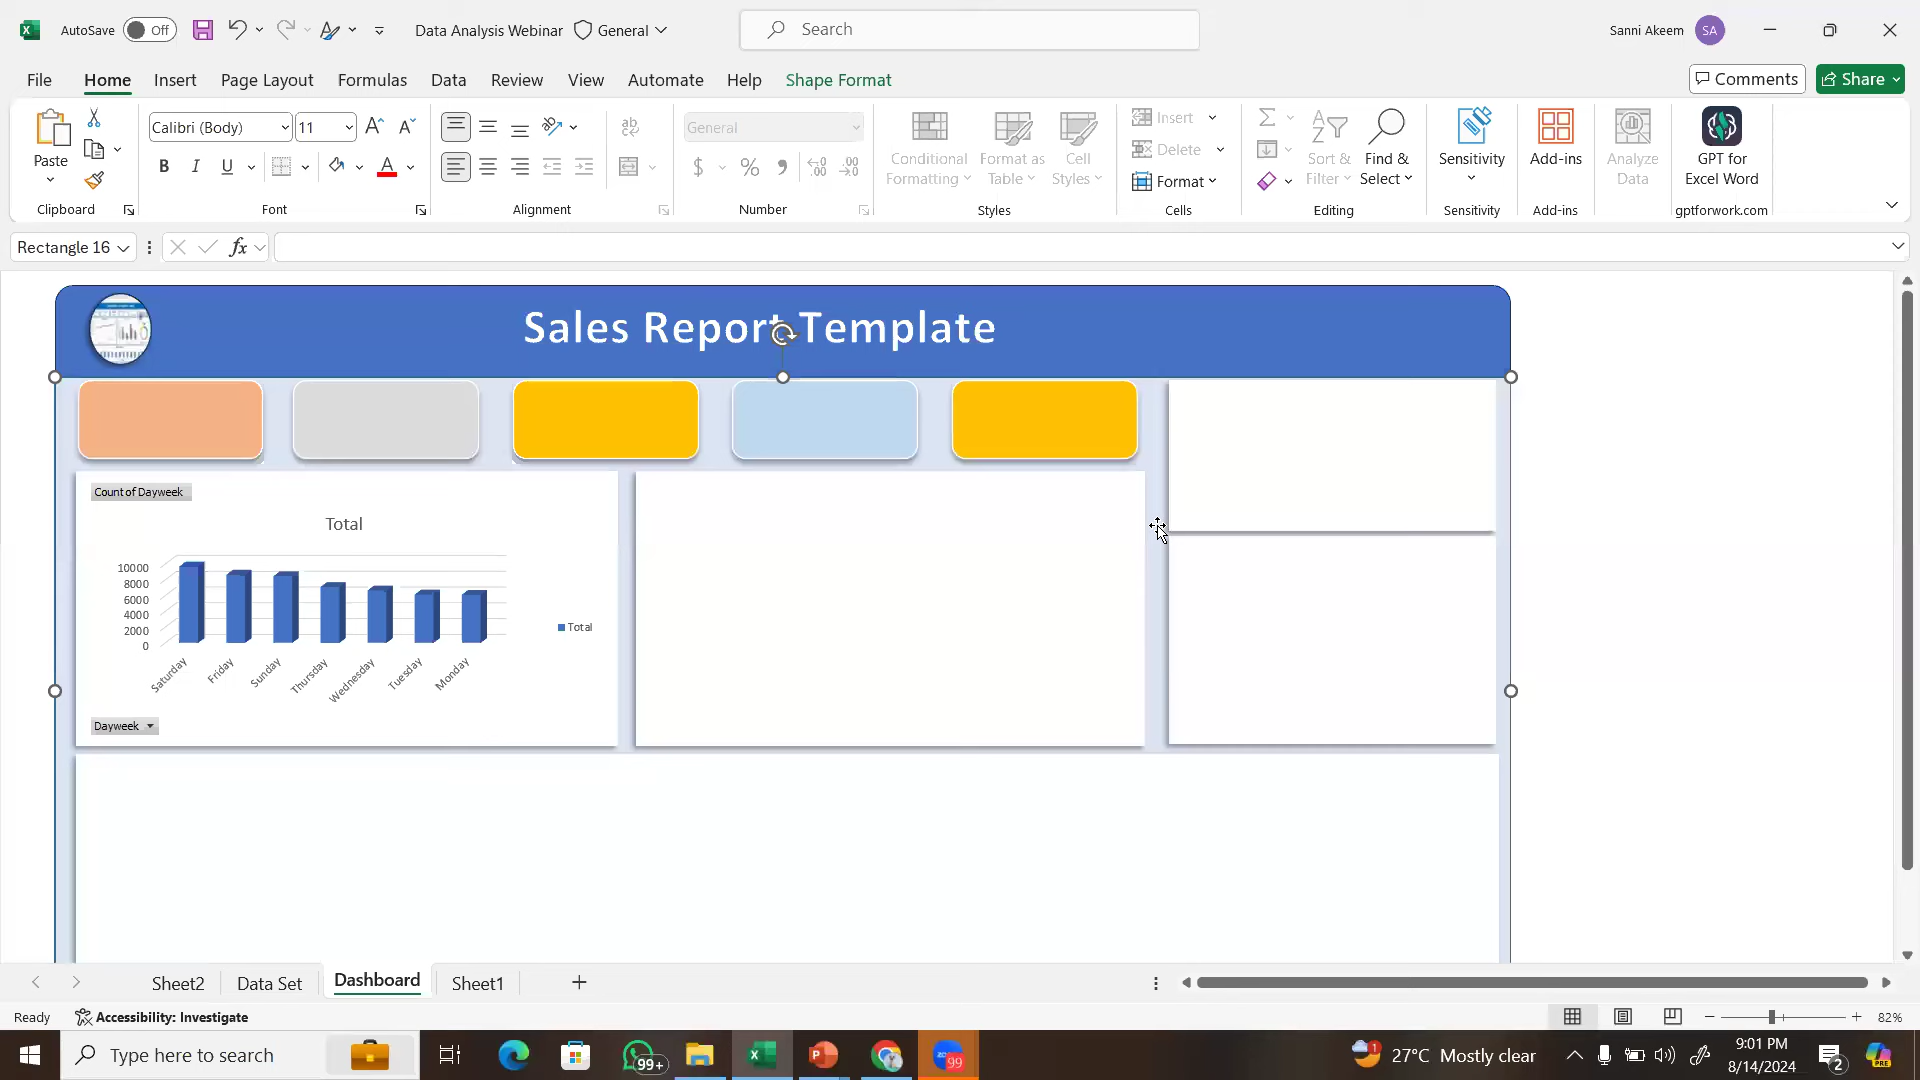 AutoSave Off Data Analysis Webinar General Search Sanni Akeem SA
File Home Insert Page Layout Formulas Data Review View Automate Help Shape Format Comments Share
Paste Calibri (Body) 11 General Conditional Formatting Format as Table Cell Styles Insert Delete Format Sort & Filter Find & Select Sensitivity Add-ins Analyze Data GPT for Excel Word
Clipboard Font Alignment Number Styles Cells Editing Sensitivity Add-ins gptforwork.com
Rectangle 16 fx
Sales Report Template
Count of Dayweek
Total
10000
8000
6000
4000
2000
0
Total
Saturday Friday Sunday Thursday Wednesday Tuesday Monday
Dayweek
Sheet2 Data Set Dashboard Sheet1
Ready Accessibility: Investigate 82%
Type here to search 99+ 99 27°C Mostly clear 9:01 PM
8/14/2024 2